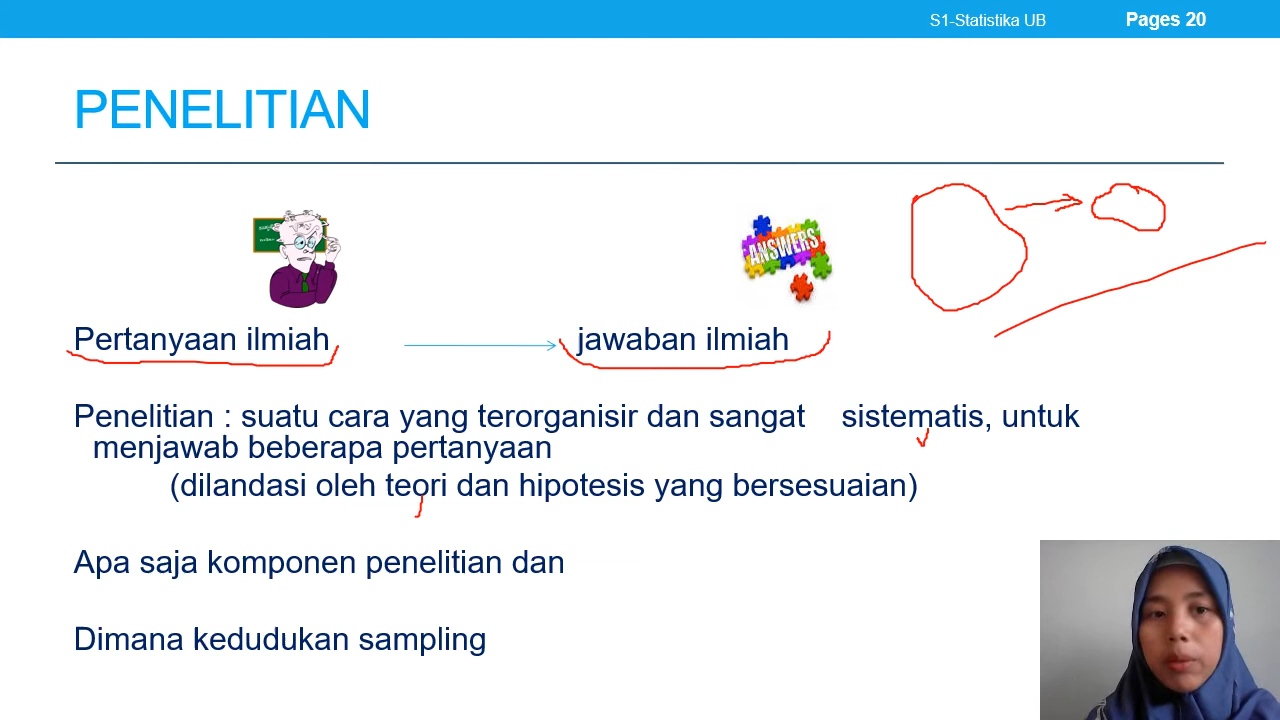 S1-Statistika UB
Pages 20
PENELITIAN
ANSWERS
Pertanyaan ilmiah
jawaban ilmiah
Penelitian : suatu cara yang terorganisir dan sangat sistematis, untuk
menjawab beberapa pertanyaan
(dilandasi oleh teori dan hipotesis yang bersesuaian)
Apa saja komponen penelitian dan
Dimana kedudukan sampling